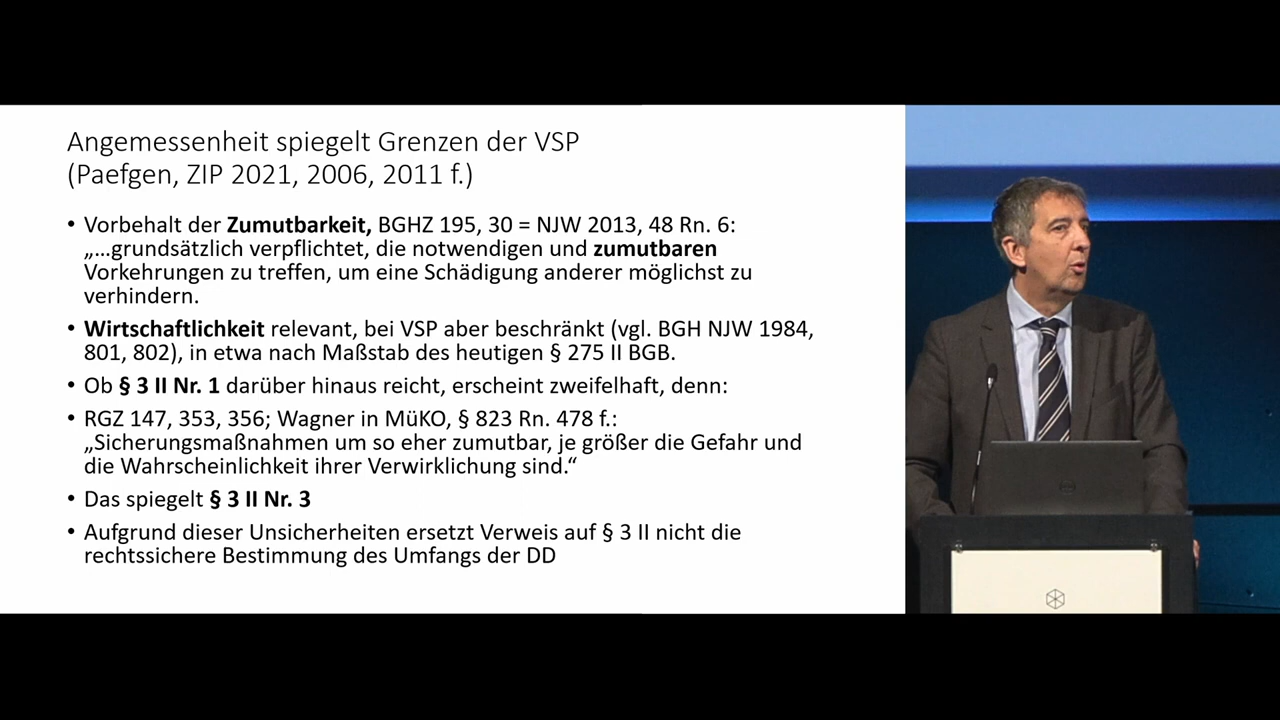 Angemessenheit spiegelt Grenzen der VSP
(Paefgen, ZIP 2021, 2006, 2011 f.)
• Vorbehalt der Zumutbarkeit, BGHZ 195, 30 = NJW 2013, 48 Rn. 6:
„…grundsätzlich verpflichtet, die notwendigen und zumutbaren
Vorkehrungen zu treffen, um eine Schädigung anderer möglichst zu
verhindern.
• Wirtschaftlichkeit relevant, bei VSP aber beschränkt (vgl. BGH NJW 1984,
801, 802), in etwa nach Maßstab des heutigen § 275 II BGB.
• Ob § 3 II Nr. 1 darüber hinaus reicht, erscheint zweifelhaft, denn:
• RGZ 147, 353, 356; Wagner in MüKO, § 823 Rn. 478 f.:
„Sicherungsmaßnahmen um so eher zumutbar, je größer die Gefahr und
die Wahrscheinlichkeit ihrer Verwirklichung sind.“
• Das spiegelt § 3 II Nr. 3
• Aufgrund dieser Unsicherheiten ersetzt Verweis auf § 3 II nicht die
rechtssichere Bestimmung des Umfangs der DD